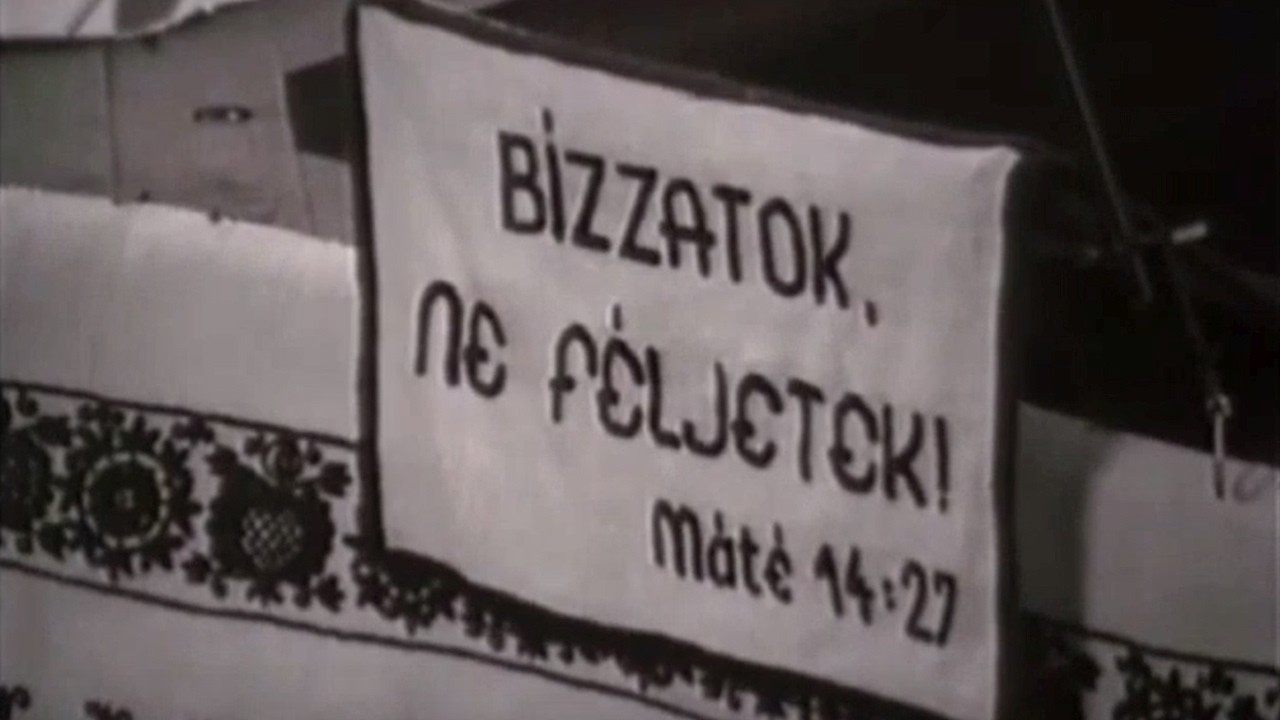 BİZZATOK,
NE FÉLJETEK!
Máté 14:27